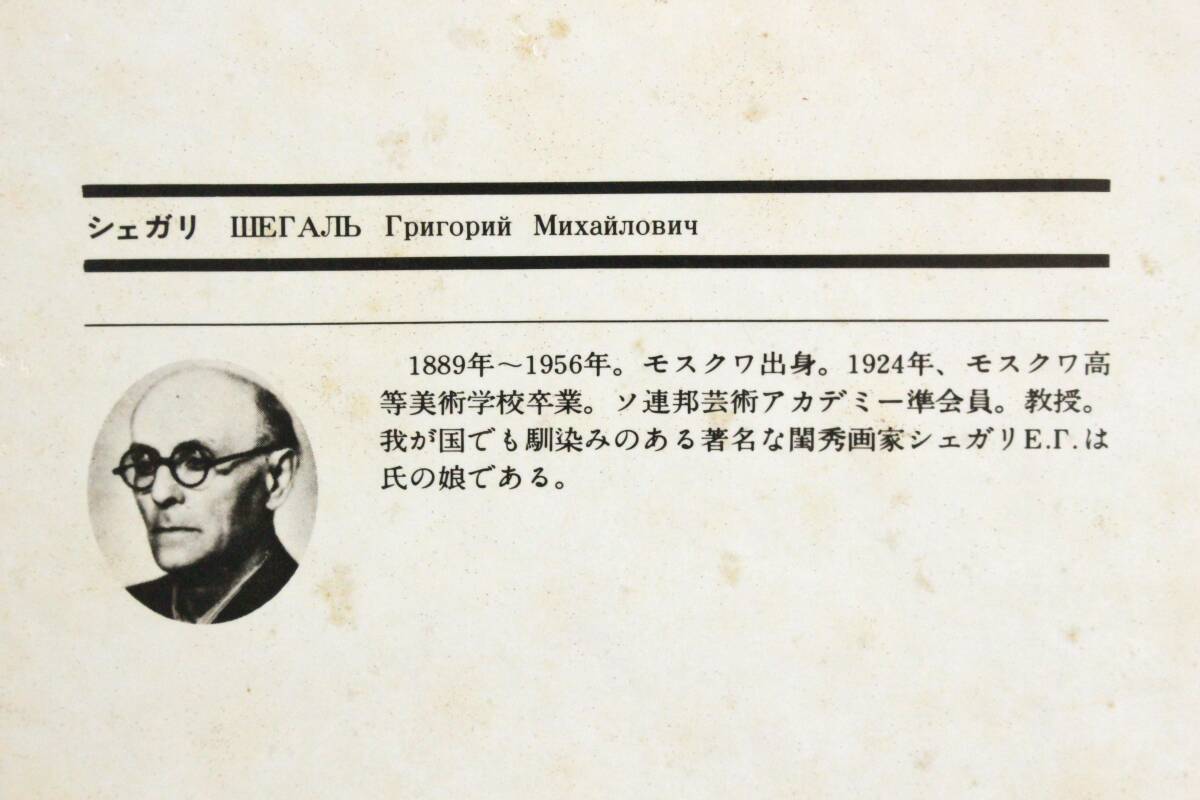 シェガリ ШЕГАЛЬ Григорий Михайлович
1889年～1956年。モスクワ出身。1924年、モスクワ高
等美術学校卒業。ソ連邦芸術アカデミー準会員。教授。
我が国でも馴染みのある著名な閨秀画家シェガリЕ.Г.は
氏の娘である。